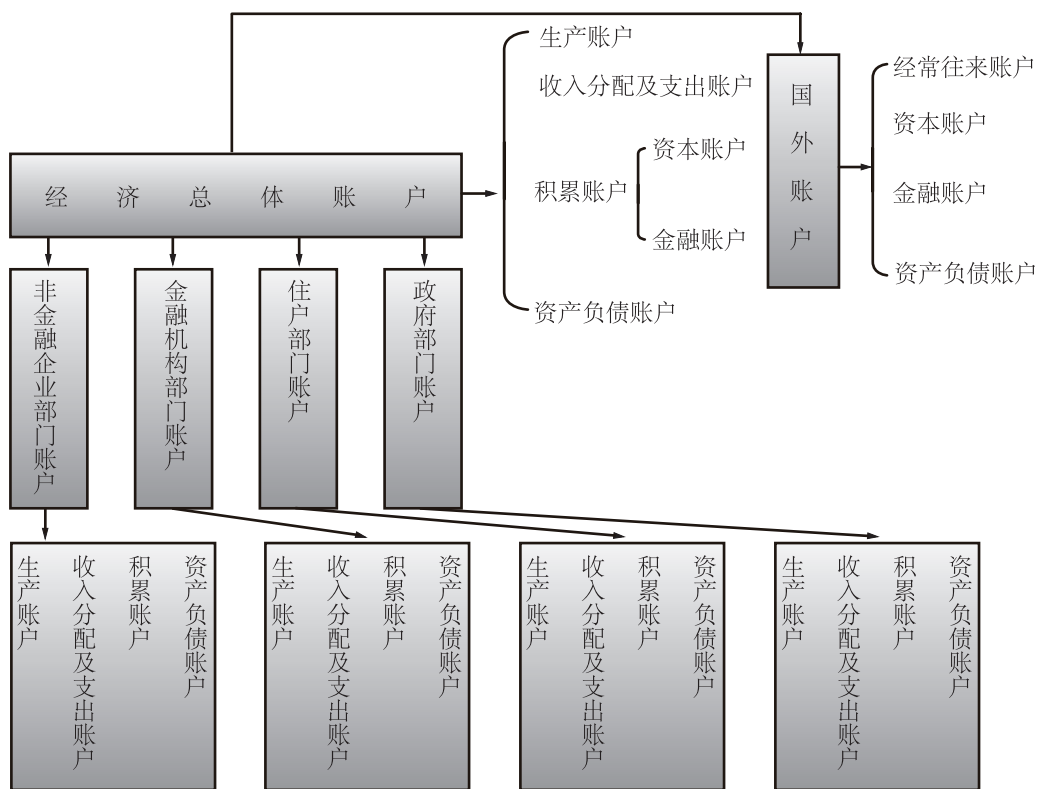 生产账户
收入分配及支出账户
积累账户
资本账户
金融账户
资产负债账户
国外账户
经常往来账户
资本账户
金融账户
资产负债账户
经济总体账户
非金融企业部门账户
金融机构部门账户
住户部门账户
政府部门账户
生产账户
收入分配及支出账户
积累账户
资产负债账户
生产账户
收入分配及支出账户
积累账户
资产负债账户
生产账户
收入分配及支出账户
积累账户
资产负债账户
生产账户
收入分配及支出账户
积累账户
资产负债账户